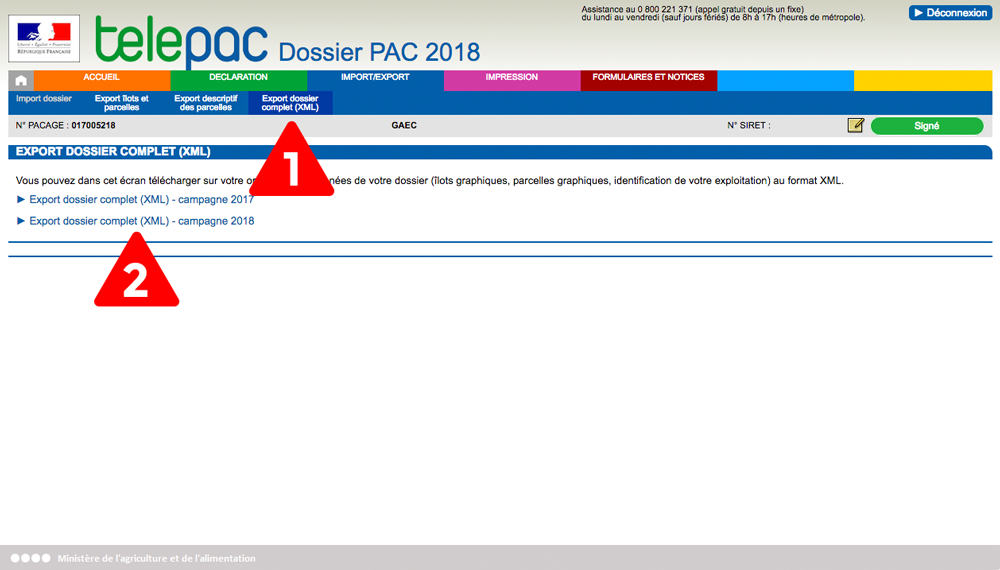 Assistance au 0 800 221 371 (appel gratuit depuis un fixe)
du lundi au vendredi (sauf jours fériés) de 8h à 17h (heures de métropole).
Déconnexion
Liberté • Égalité • Fraternité
RÉPUBLIQUE FRANÇAISE
telepac Dossier PAC 2018
ACCUEIL DECLARATION IMPORT/EXPORT IMPRESSION FORMULAIRES ET NOTICES
Import dossier Export îlots et parcelles Export descriptif des parcelles Export dossier complet (XML)
N° PACAGE : 017005218 GAEC N° SIRET : Signé
EXPORT DOSSIER COMPLET (XML)
1
Vous pouvez dans cet écran télécharger sur votre nées de votre dossier (îlots graphiques, parcelles graphiques, identification de votre exploitation) au format XML.
Export dossier complet (XML) - campagne 2017
Export dossier complet (XML) - campagne 2018
2
Ministère de l'agriculture et de l'alimentation